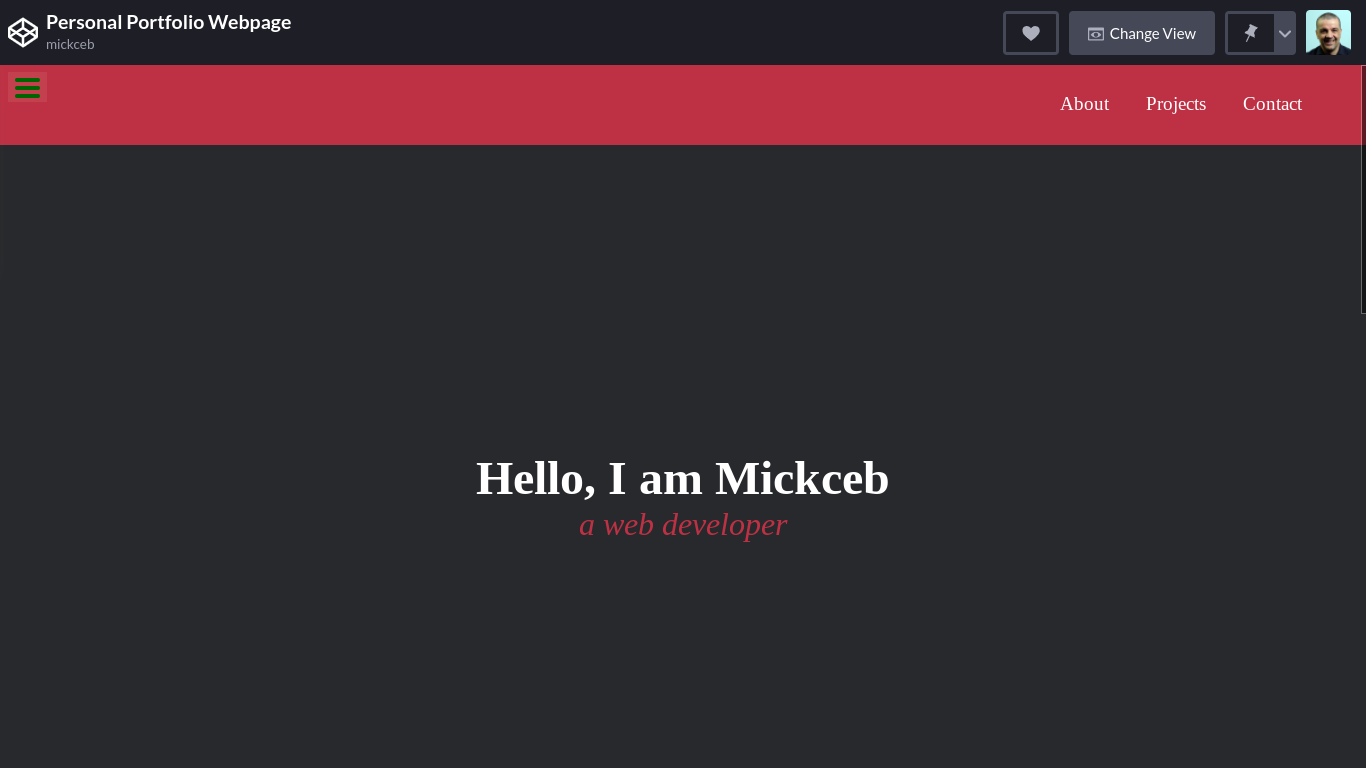 Personal Portfolio Webpage
mickceb
Change View
About Projects Contact
Hello, I am Mickceb
a web developer